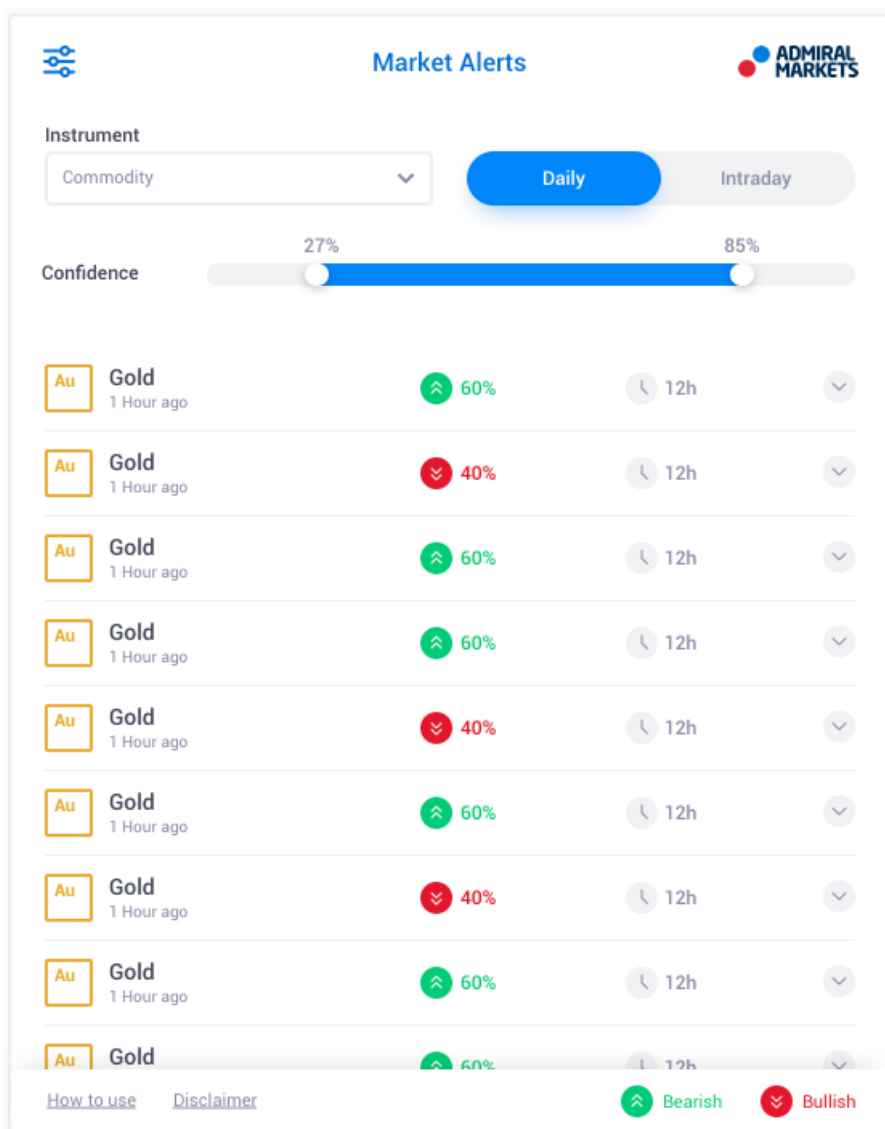 Market Alerts
ADMIRAL
MARKETS
Instrument
Commodity
Daily
Intraday
27%
85%
Confidence
Au
Gold
1 Hour ago
60%
12h
Au
Gold
1 Hour ago
40%
12h
Au
Gold
1 Hour ago
60%
12h
Au
Gold
1 Hour ago
60%
12h
Au
Gold
1 Hour ago
40%
12h
Au
Gold
1 Hour ago
60%
12h
Au
Gold
1 Hour ago
40%
12h
Au
Gold
1 Hour ago
60%
12h
Au
Gold
60%
12h
How to use
Disclaimer
Bearish
Bullish